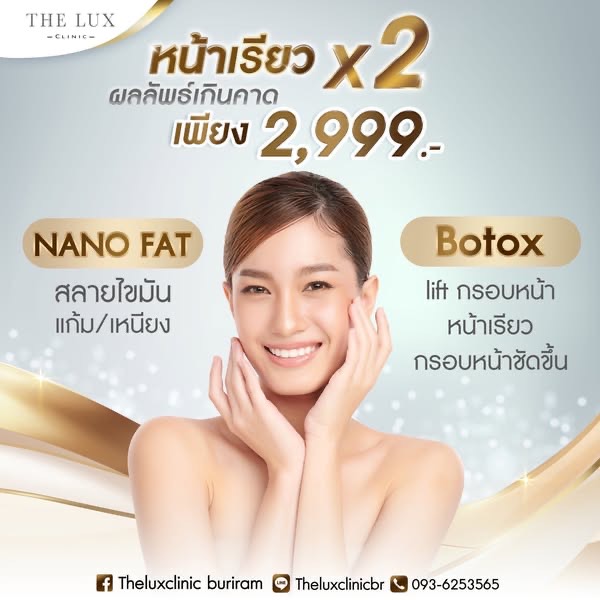 THE LUX
CLINIC
หน้าเรียว x2
ผลลัพธ์เกินคาด
เพียง 2,999.-
NANO FAT
สลายไขมัน
แก้ม/เหนียง
Botox
lift กรอบหน้า
หน้าเรียว
กรอบหน้าชัดขึ้น
Theluxclinic buriram LINE Theluxclinicbr 093-6253565